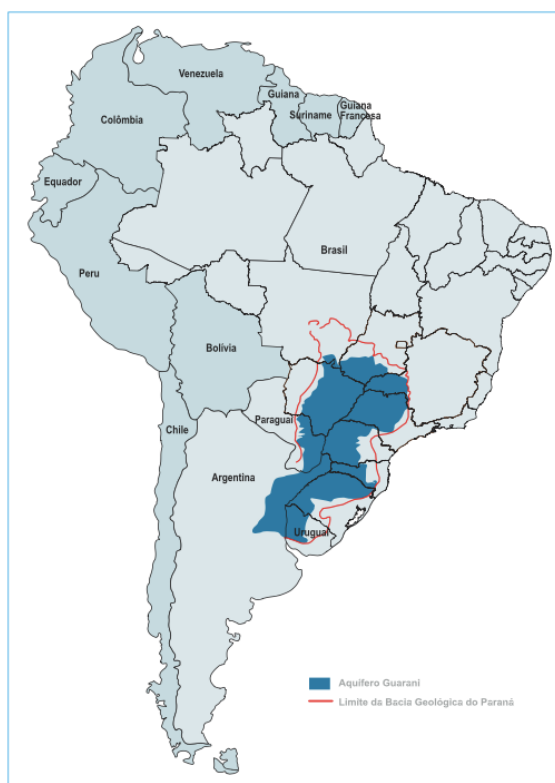 Venezuela
Guiana
Colômbia
Suriname
Guiana
Francesa
Equador
Brasil
Peru
Bolívia
Paraguai
Chile
Argentina
Uruguai
Aquífero Guarani
Limite da Bacia Geológica do Paraná